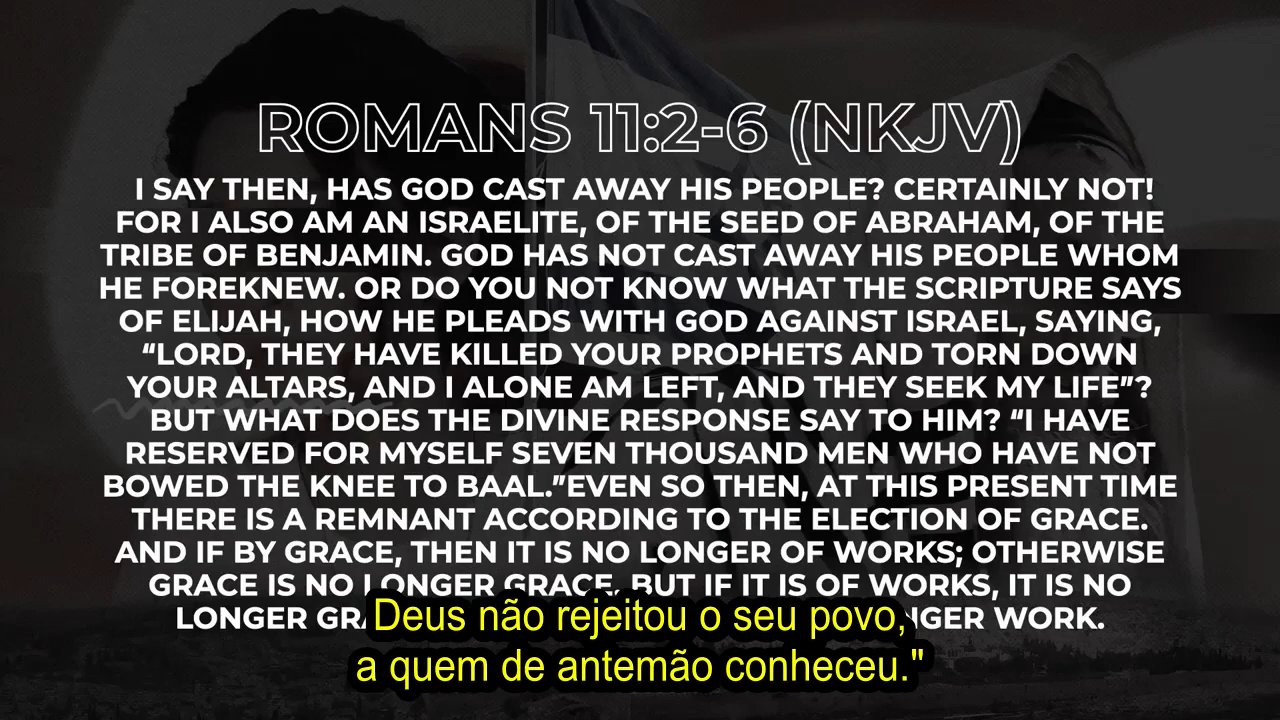 ROMANS 11:2-6 (NKJV)
I SAY THEN, HAS GOD CAST AWAY HIS PEOPLE? CERTAINLY NOT!
FOR I ALSO AM AN ISRAELITE, OF THE SEED OF ABRAHAM, OF THE
TRIBE OF BENJAMIN. GOD HAS NOT CAST AWAY HIS PEOPLE WHOM
HE FOREKNEW. OR DO YOU NOT KNOW WHAT THE SCRIPTURE SAYS
OF ELIJAH, HOW HE PLEADS WITH GOD AGAINST ISRAEL, SAYING,
“LORD, THEY HAVE KILLED YOUR PROPHETS AND TORN DOWN
YOUR ALTARS, AND I ALONE AM LEFT, AND THEY SEEK MY LIFE”?
BUT WHAT DOES THE DIVINE RESPONSE SAY TO HIM? “I HAVE
RESERVED FOR MYSELF SEVEN THOUSAND MEN WHO HAVE NOT
BOWED THE KNEE TO BAAL.”EVEN SO THEN, AT THIS PRESENT TIME
THERE IS A REMNANT ACCORDING TO THE ELECTION OF GRACE.
AND IF BY GRACE, THEN IT IS NO LONGER OF WORKS; OTHERWISE
GRACE IS NO LONGER GRACE. BUT IF IT IS OF WORKS, IT IS NO
LONGER WORK.
Deus não rejeitou o seu povo,
a quem de antemão conheceu."